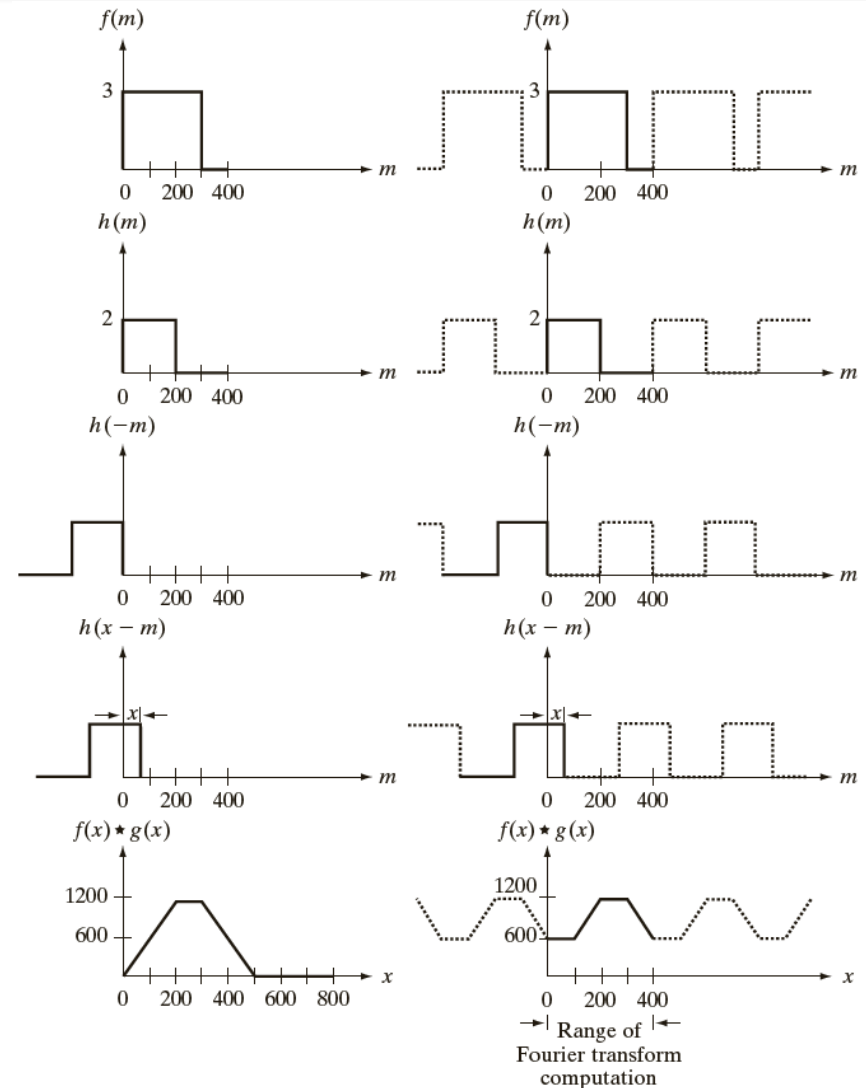 f(m)
3
m
0 200 400
f(m)
3
m
0 200 400
h(m)
2
m
0 200 400
h(m)
2
m
0 200 400
h(−m)
m
0 200 400
h(−m)
m
0 200 400
h(x − m)
x
m
0 200 400
h(x − m)
x
m
0 200 400
f(x) ★ g(x)
1200
600
x
0 200 400 600 800
f(x) ★ g(x)
1200
600
x
0 200 400
Range of
Fourier transform
computation